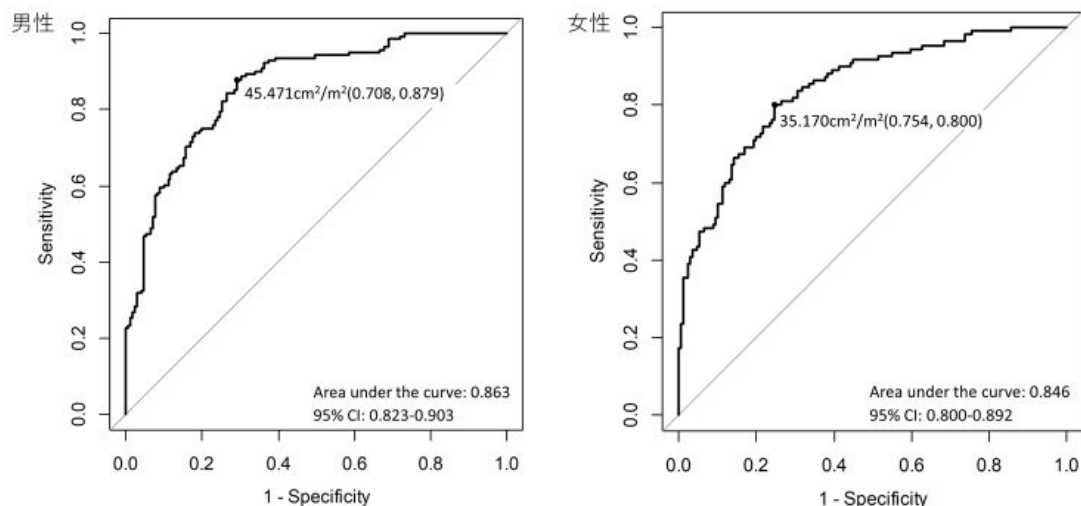 男性
1.0
0.8
0.6
0.4
0.2
0.0
Sensitivity
45.471cm²/m²(0.708, 0.879)
Area under the curve: 0.863
95% CI: 0.823-0.903
0.0 0.2 0.4 0.6 0.8 1.0
1 - Specificity
女性
1.0
0.8
0.6
0.4
0.2
0.0
Sensitivity
35.170cm²/m²(0.754, 0.800)
Area under the curve: 0.846
95% CI: 0.800-0.892
0.0 0.2 0.4 0.6 0.8 1.0
1 - Specificity